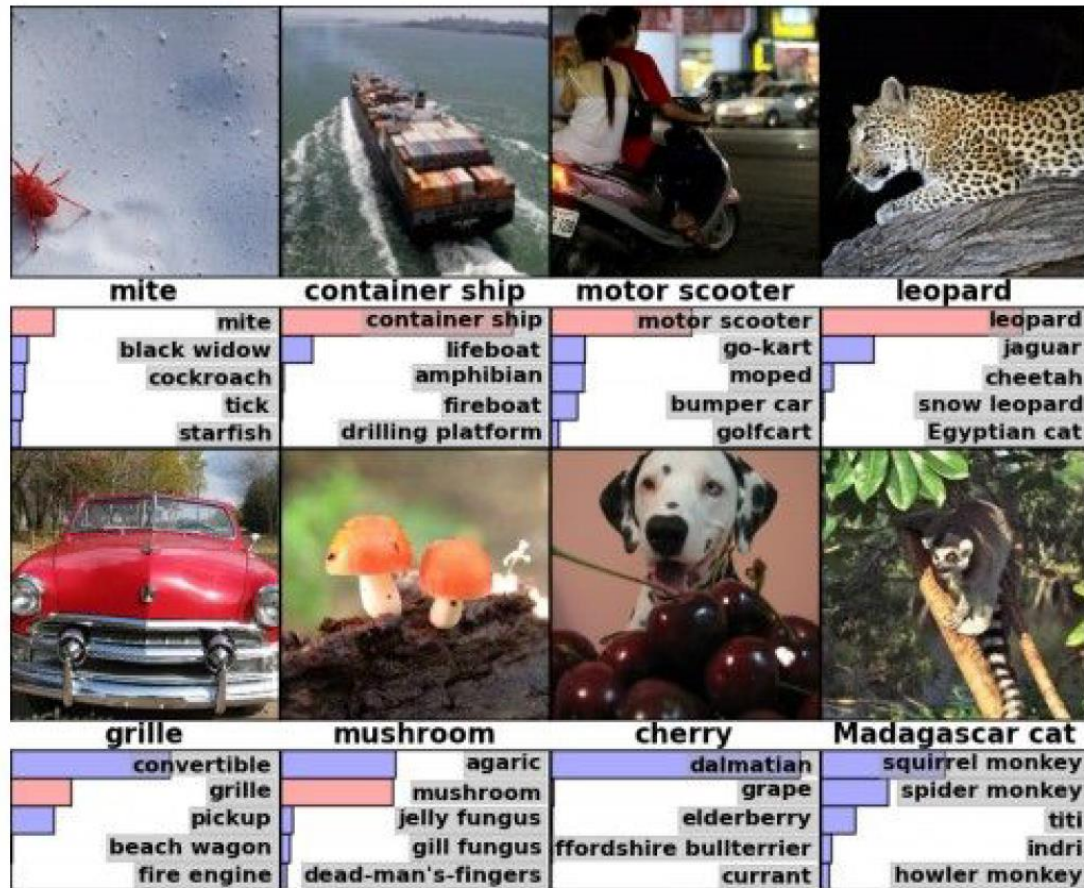 mite
container ship
motor scooter
leopard
mite
black widow
cockroach
tick
starfish
container ship
lifeboat
amphibian
fireboat
drilling platform
motor scooter
go-kart
moped
bumper car
golfcart
leopard
jaguar
cheetah
snow leopard
Egyptian cat
grille
mushroom
cherry
Madagascar cat
convertible
grille
pickup
beach wagon
fire engine
agaric
mushroom
jelly fungus
gill fungus
dead-man's-fingers
dalmatian
grape
elderberry
ffordshire bullterrier
currant
squirrel monkey
spider monkey
titi
indri
howler monkey